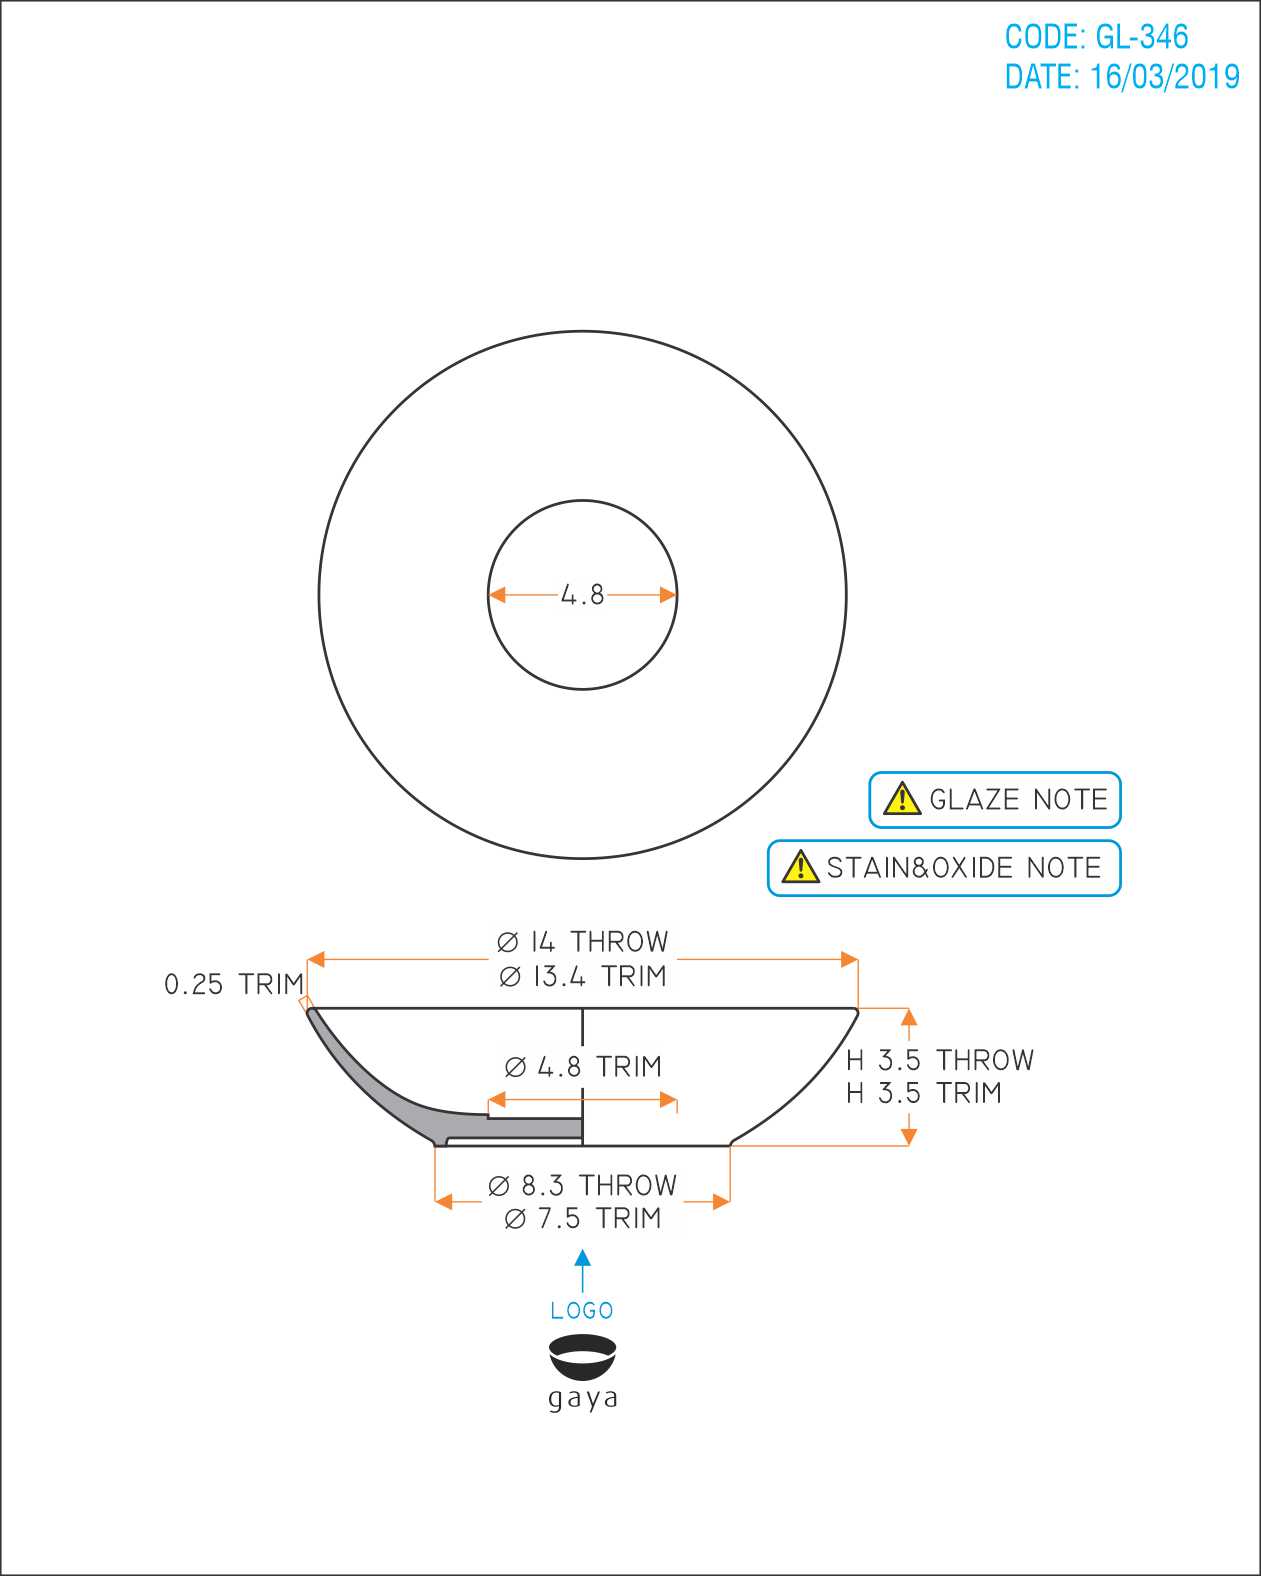 CODE: GL-346
DATE: 16/03/2019
4.8
GLAZE NOTE
STAIN&OXIDE NOTE
Ø 14 THROW
Ø 13.4 TRIM
0.25 TRIM
Ø 4.8 TRIM
H 3.5 THROW
H 3.5 TRIM
Ø 8.3 THROW
Ø 7.5 TRIM
LOGO
gaya